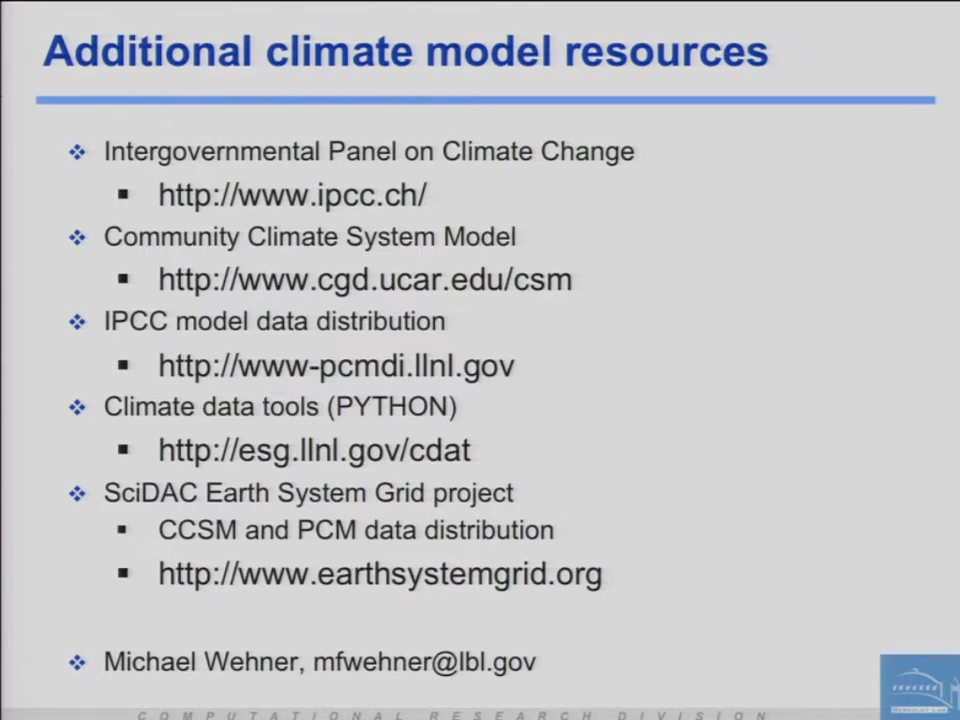 Additional climate model resources
Intergovernmental Panel on Climate Change
http://www.ipcc.ch/
Community Climate System Model
http://www.cgd.ucar.edu/csm
IPCC model data distribution
http://www-pcmdi.llnl.gov
Climate data tools (PYTHON)
http://esg.llnl.gov/cdat
SciDAC Earth System Grid project
CCSM and PCM data distribution
http://www.earthsystemgrid.org
Michael Wehner, mfwehner@lbl.gov
BERKELEY LAB
COMPUTATIONAL RESEARCH DIVISION